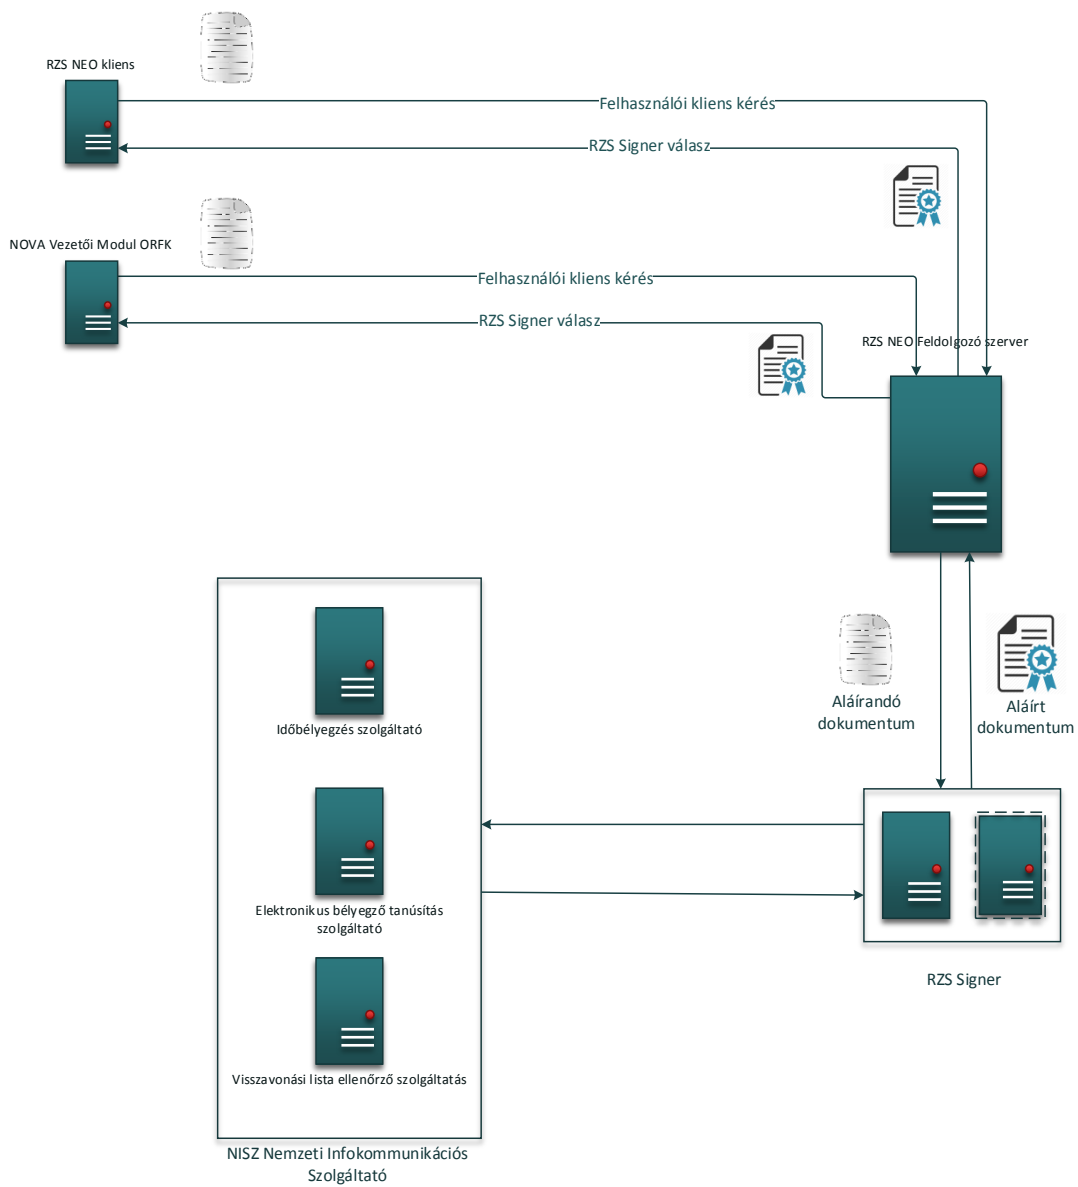 RZS NEO kliens
Felhasználói kliens kérés
RZS Signer válasz
NOVA Vezetői Modul ORFK
Felhasználói kliens kérés
RZS Signer válasz
RZS NEO Feldolgozó szerver
Aláírandó
dokumentum
Aláírt
dokumentum
Időbélyegzés szolgáltató
Elektronikus bélyegző tanúsítás
szolgáltató
Visszavonási lista ellenőrző szolgáltatás
RZS Signer
NISZ Nemzeti Infokommunikációs
Szolgáltató